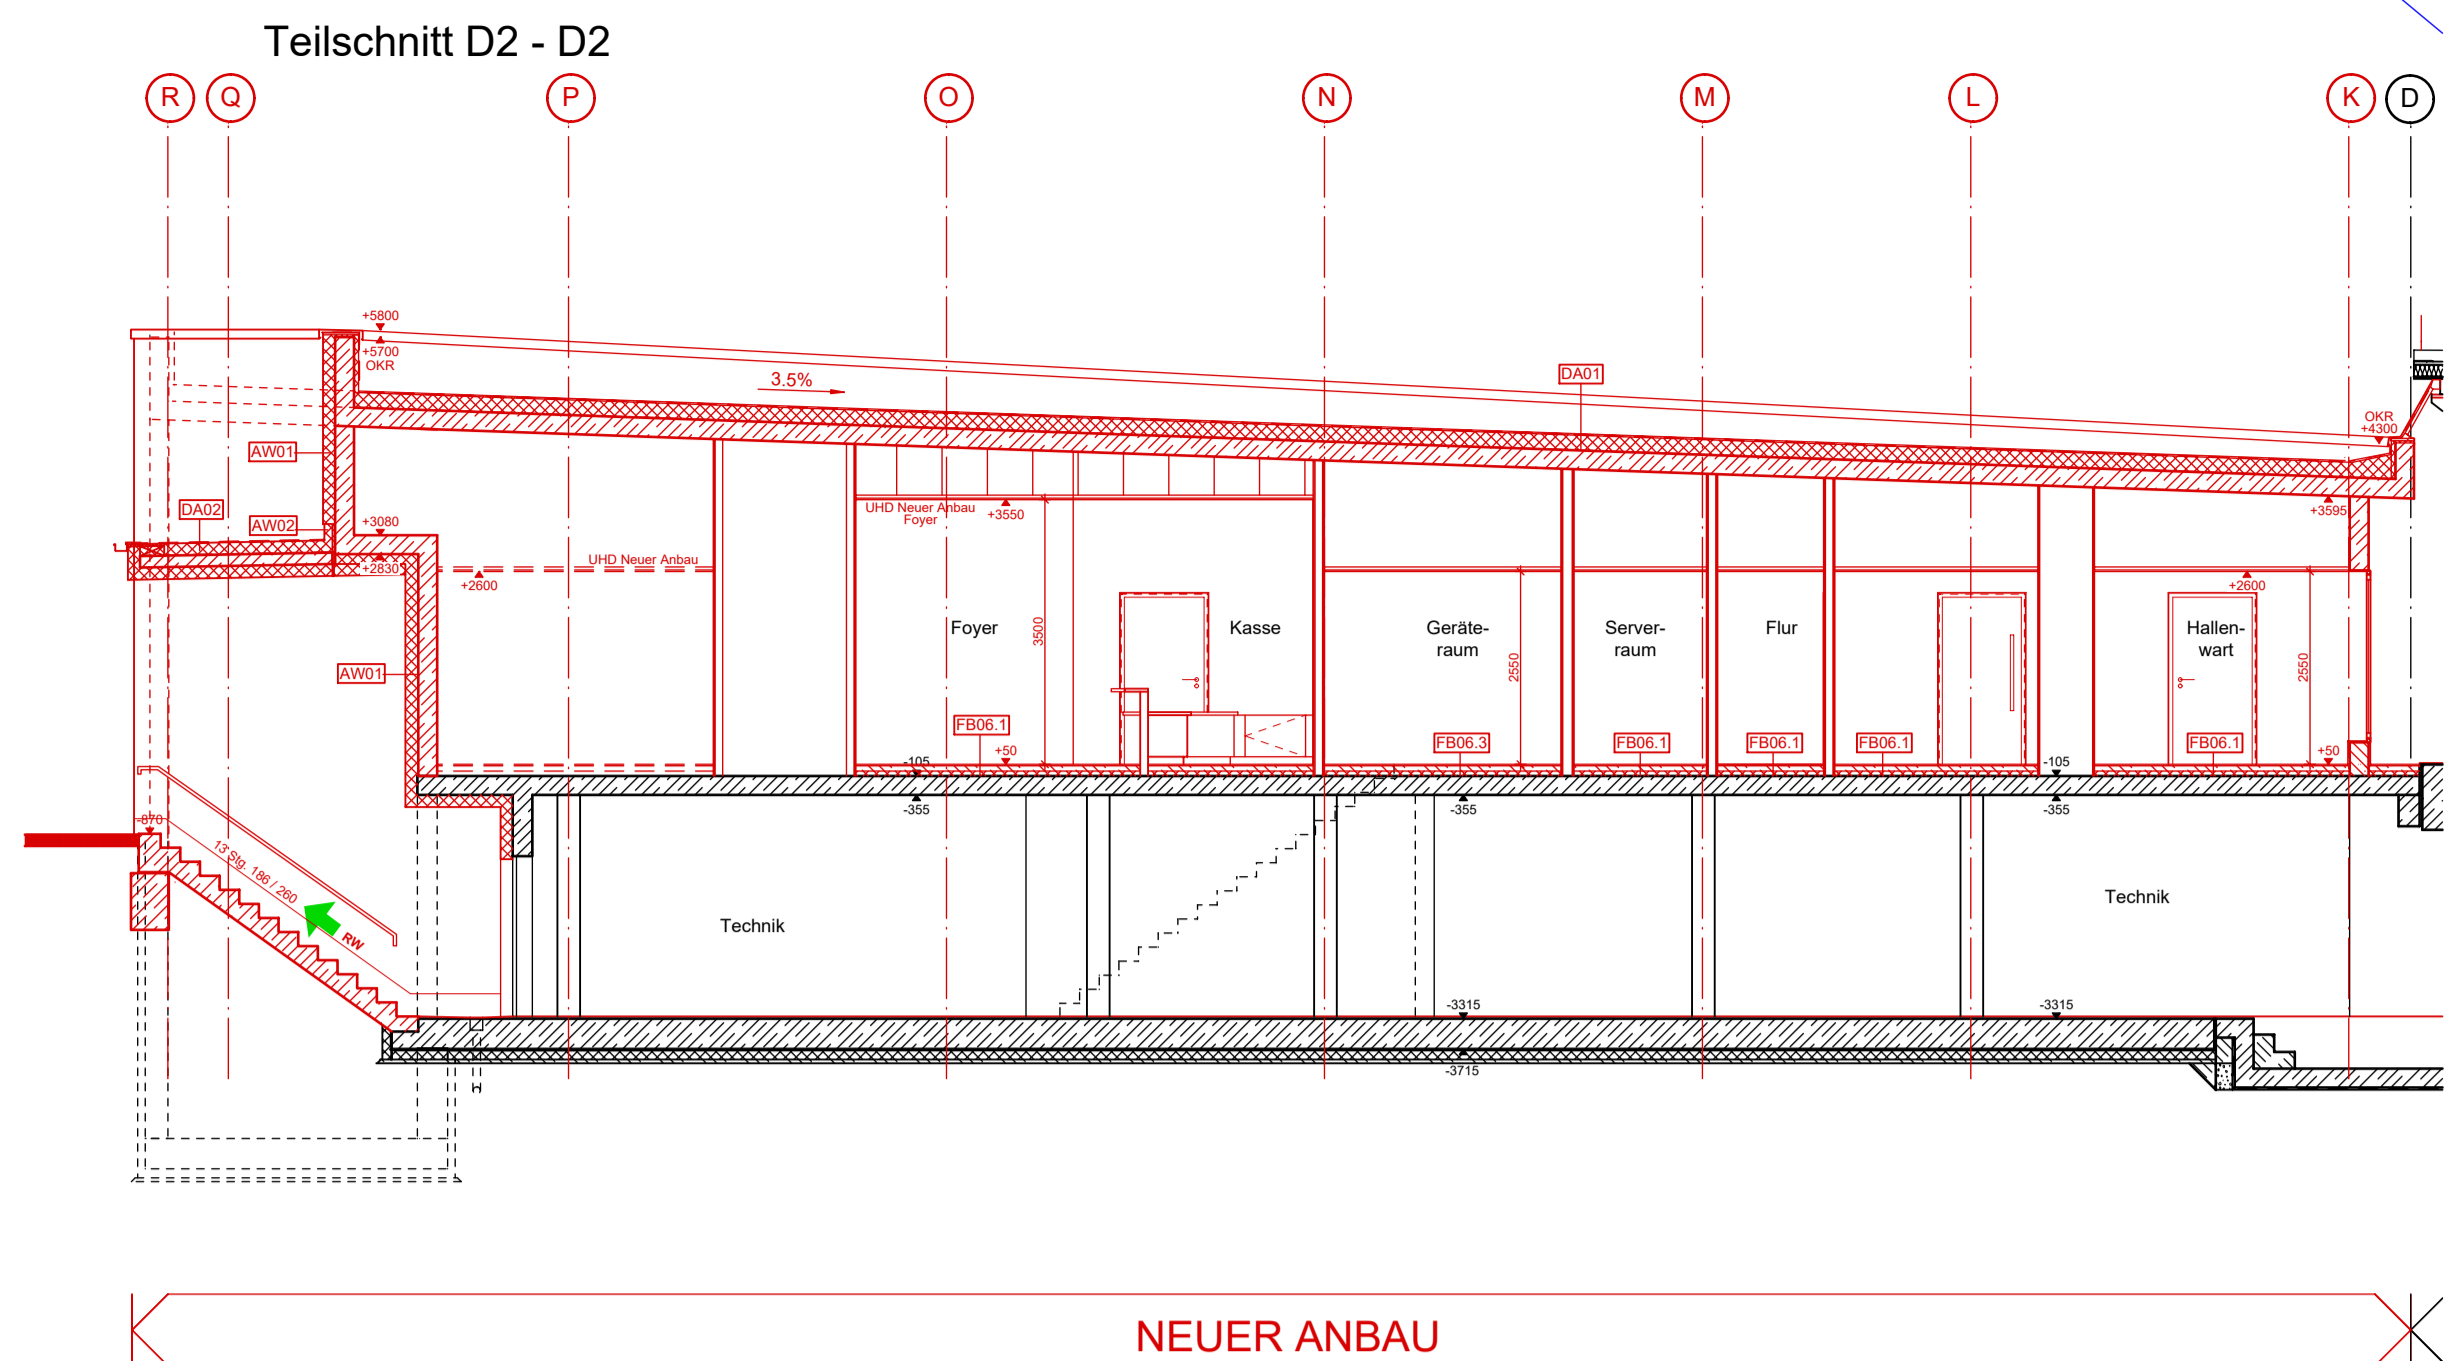 Teilschnitt D2 - D2
R
Q
P
O
N
M
L
K
D
+5800
+5700
OKR
3.5%
DA01
OKR
+4300
AW01
DA02
AW02
+3080
+2830
UHD Neuer Anbau
+2600
UHD Neuer Anbau
Foyer
+3550
+3595
+2600
Foyer
3500
Kasse
Geräte-
raum
2550
Server-
raum
Flur
Hallen-
wart
2550
AW01
FB06.1
+50
FB06.3
FB06.1
FB06.1
FB06.1
FB06.1
+50
-105
-105
-355
-355
-355
-870
13 Stg. 186 / 260
RW
Technik
Technik
-3315
-3315
-3715
NEUER ANBAU